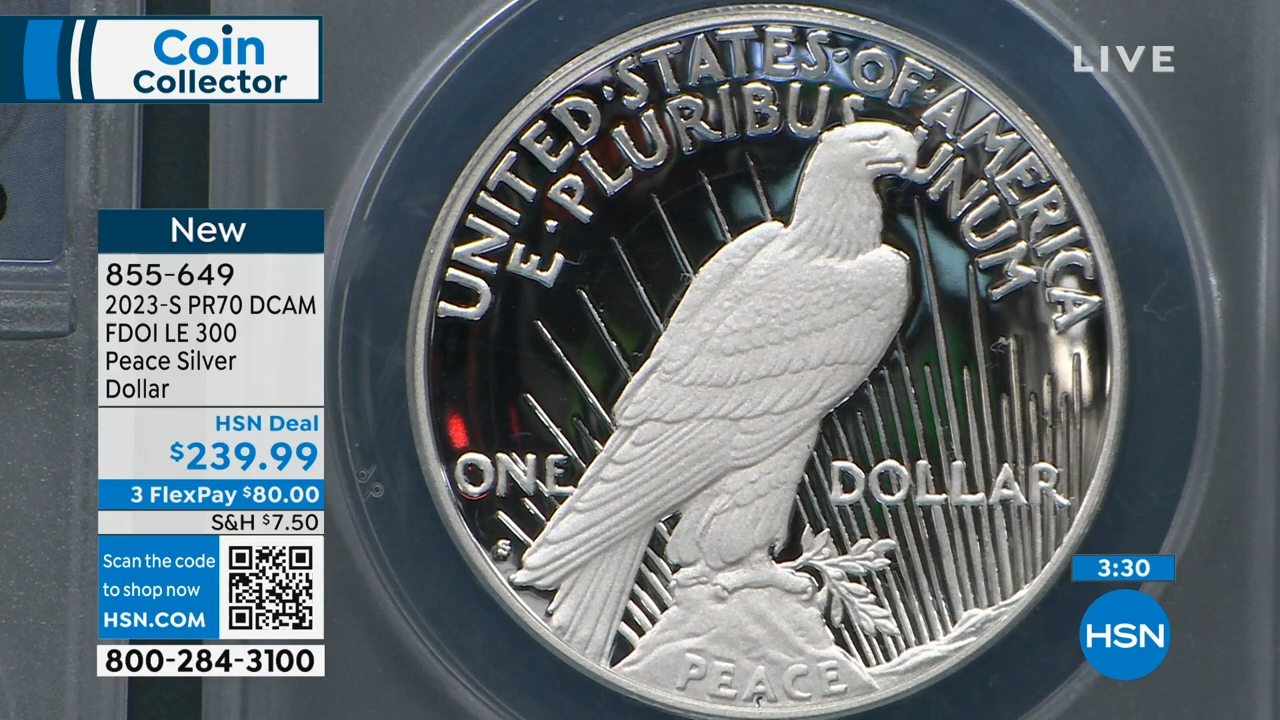 Coin
Collector
LIVE
New
855-649
2023-S PR70 DCAM
FDOI LE 300
Peace Silver
Dollar
HSN Deal
$239.99
3 FlexPay $80.00
S&H $7.50
Scan the code
to shop now
HSN.COM
800-284-3100
UNITED·STATES·OF·AMERICA
E·PLURIBUS UNUM
ONE DOLLAR
S
PEACE
3:30
HSN